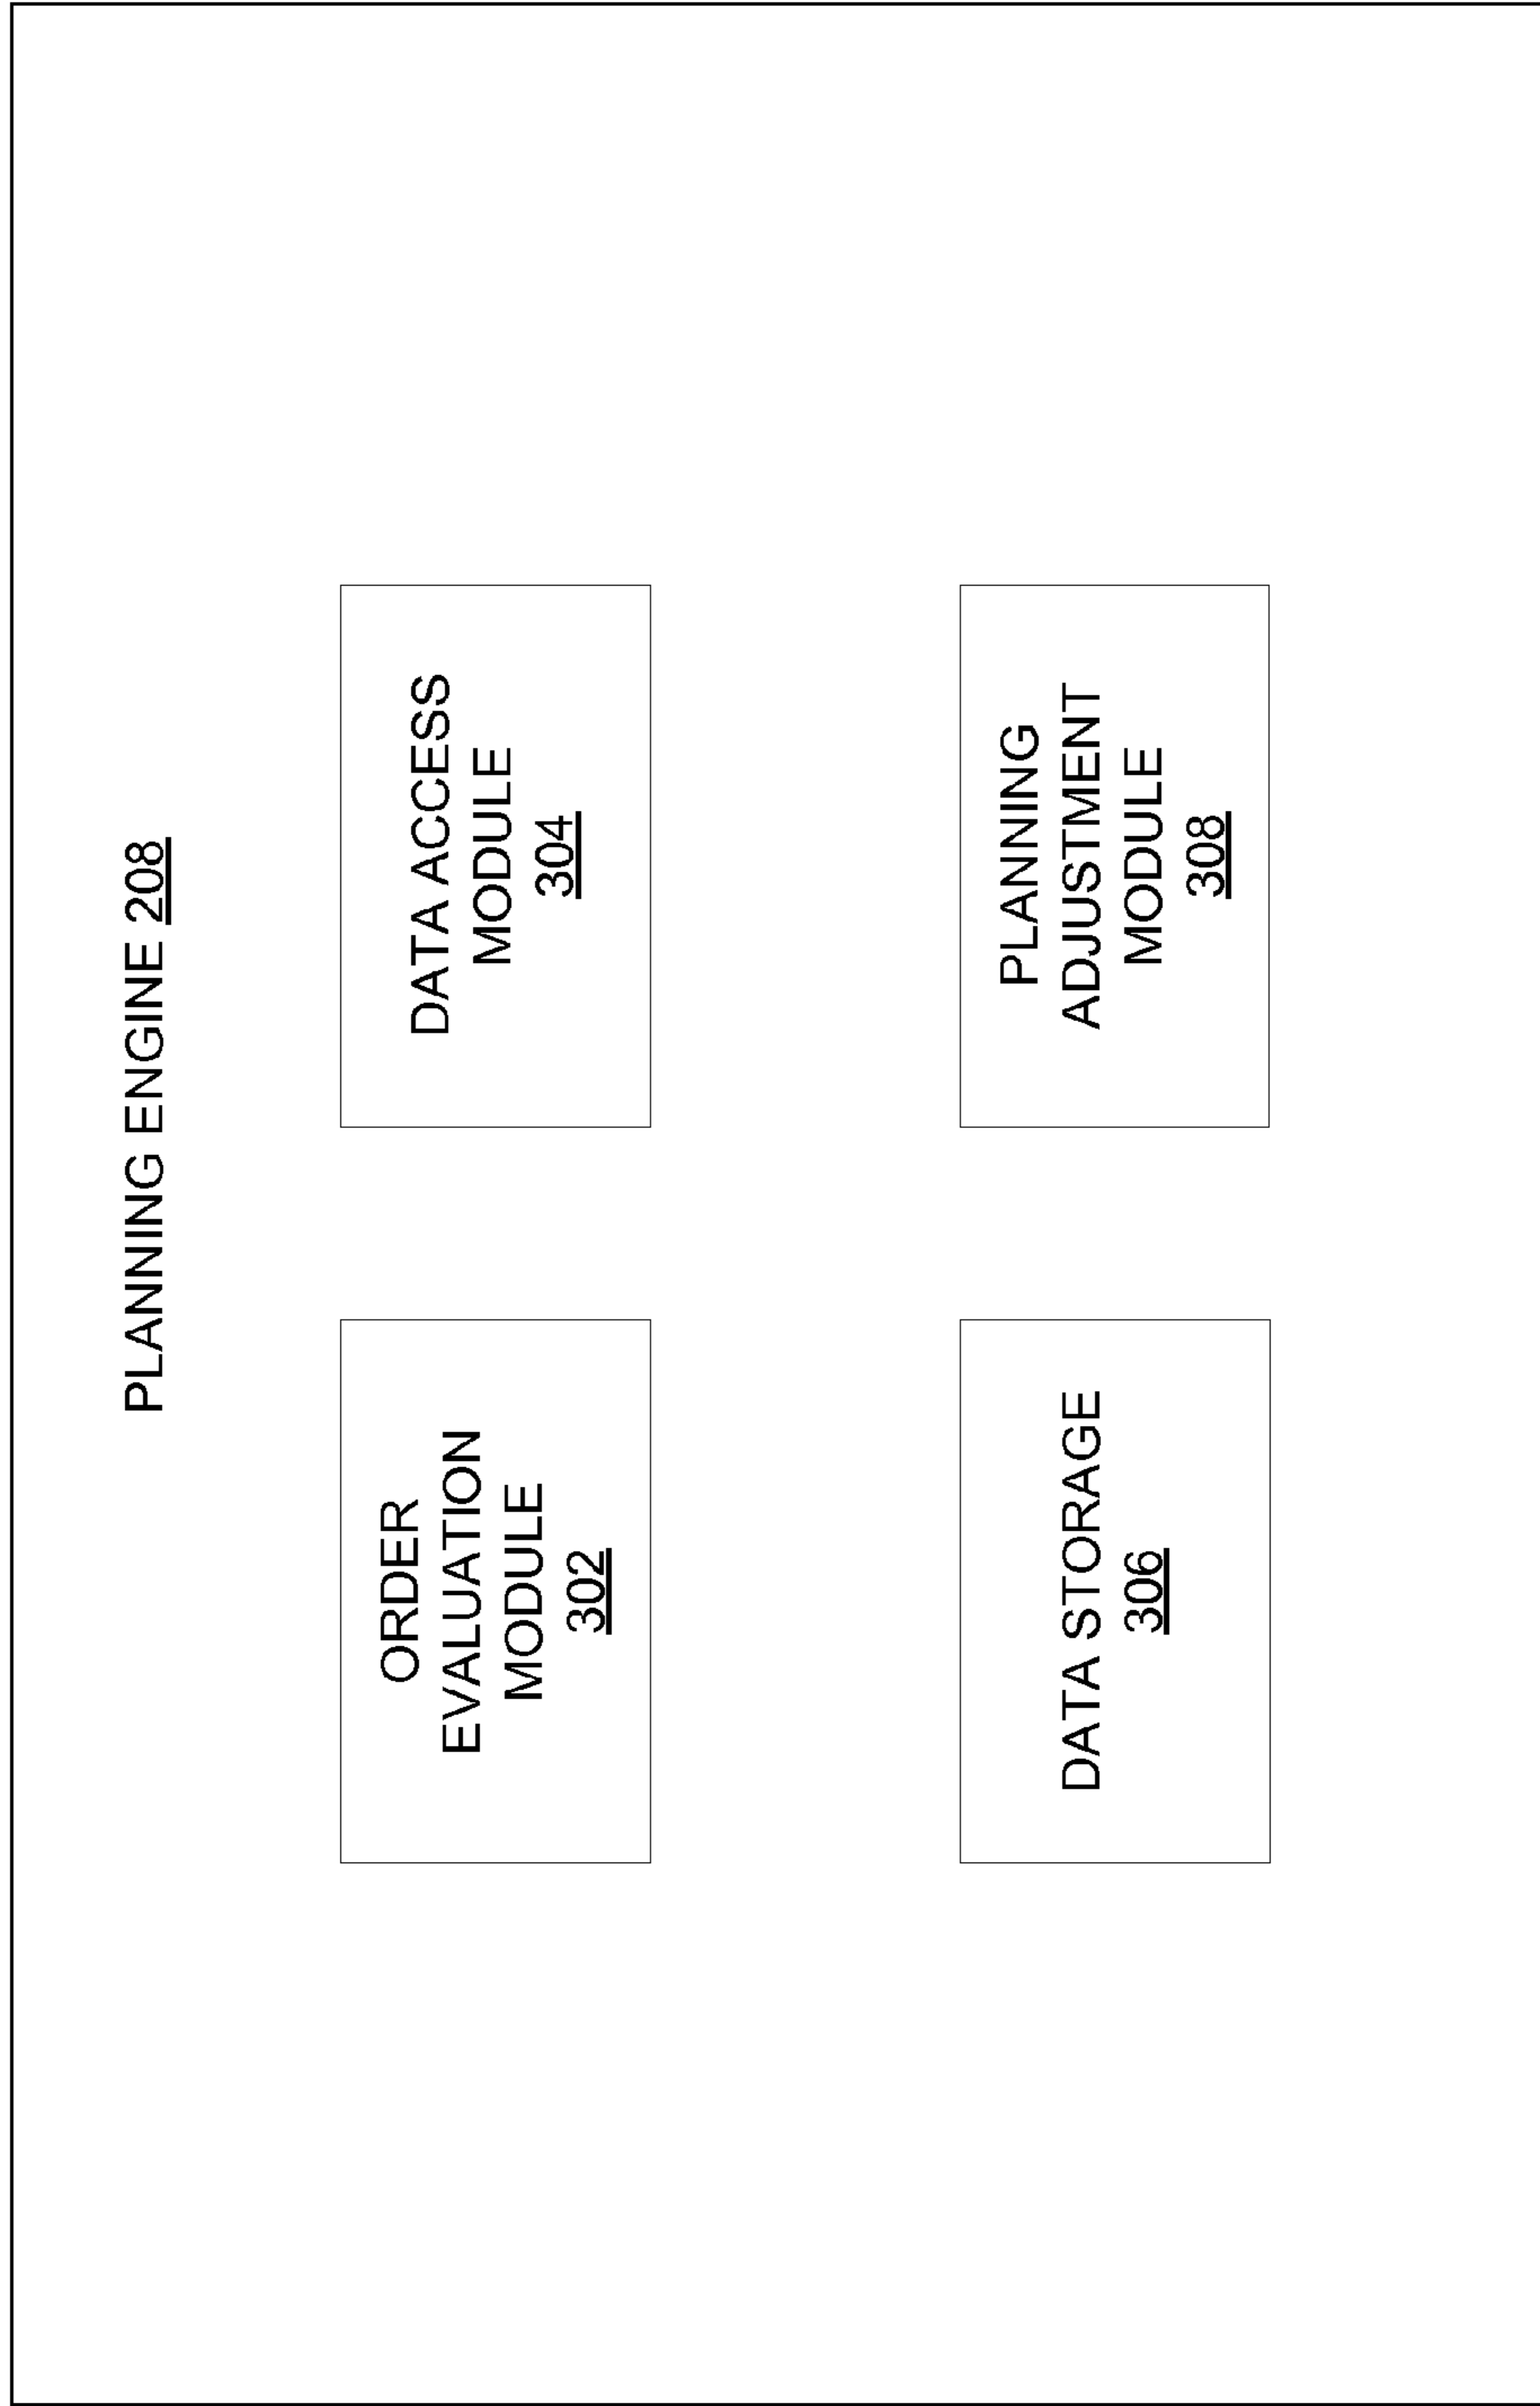 PLANNING ENGINE 208
ORDER
EVALUATION
MODULE
302
DATA ACCESS
MODULE
304
DATA STORAGE
306
PLANNING
ADJUSTMENT
MODULE
308